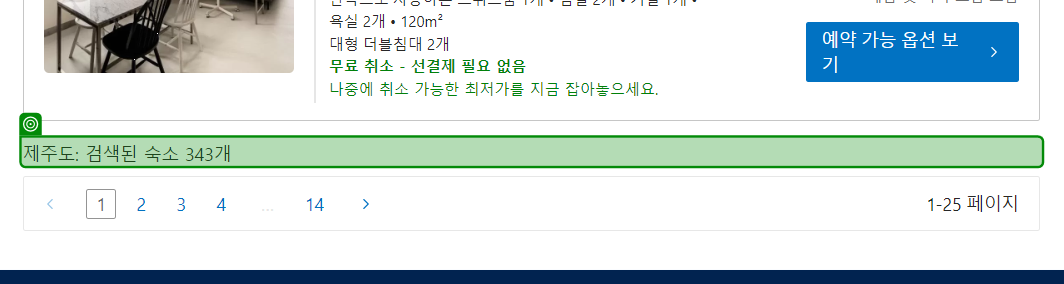 욕실 2개 • 120m²
대형 더블침대 2개
무료 취소 - 선결제 필요 없음
나중에 취소 가능한 최저가를 지금 잡아놓으세요.
예약 가능 옵션 보
기
제주도: 검색된 숙소 343개
1 2 3 4 ... 14
1-25 페이지